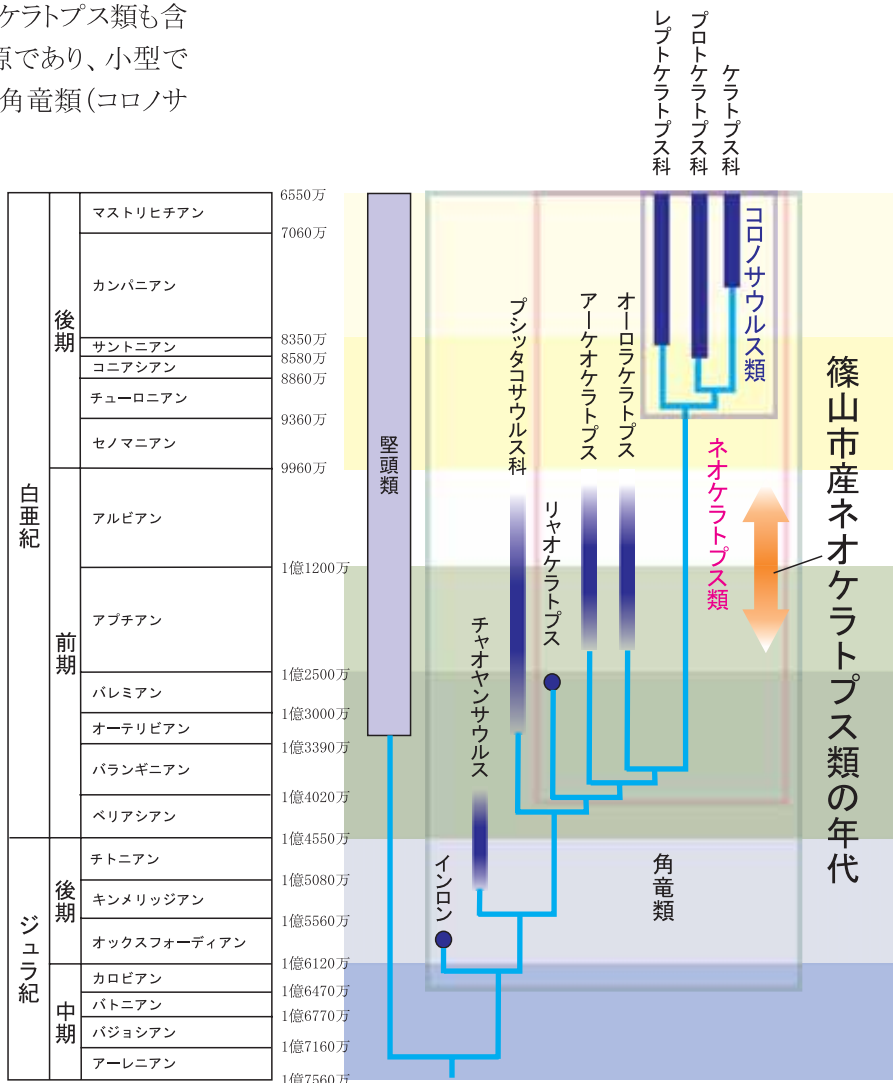 ケラトプス類も含
原であり、小型で
角竜類(コロノサ
レプトケラトプス科
プロトケラトプス科
ケラトプス科
白亜紀
後期
マストリヒチアン
カンパニアン
サントニアン
コニアシアン
チューロニアン
セノマニアン
前期
アルビアン
アプチアン
バレミアン
オーテリビアン
バランギニアン
ベリアシアン
ジュラ紀
後期
チトニアン
キンメリッジアン
オックスフォーディアン
中期
カロビアン
バトニアン
バジョシアン
アーレニアン
6550万
7060万
8350万
8580万
8860万
9360万
9960万
1億1200万
1億2500万
1億3000万
1億3390万
1億4020万
1億4550万
1億5080万
1億5560万
1億6120万
1億6470万
1億6770万
1億7160万
1億7560万
堅頭類
インロン
チャオヤンサウルス
プシッタコサウルス科
リャオケラトプス
アーケオケラトプス
オーロラケラトプス
コロノサウルス類
ネオケラトプス類
角竜類
篠山市産ネオケラトプス類の年代